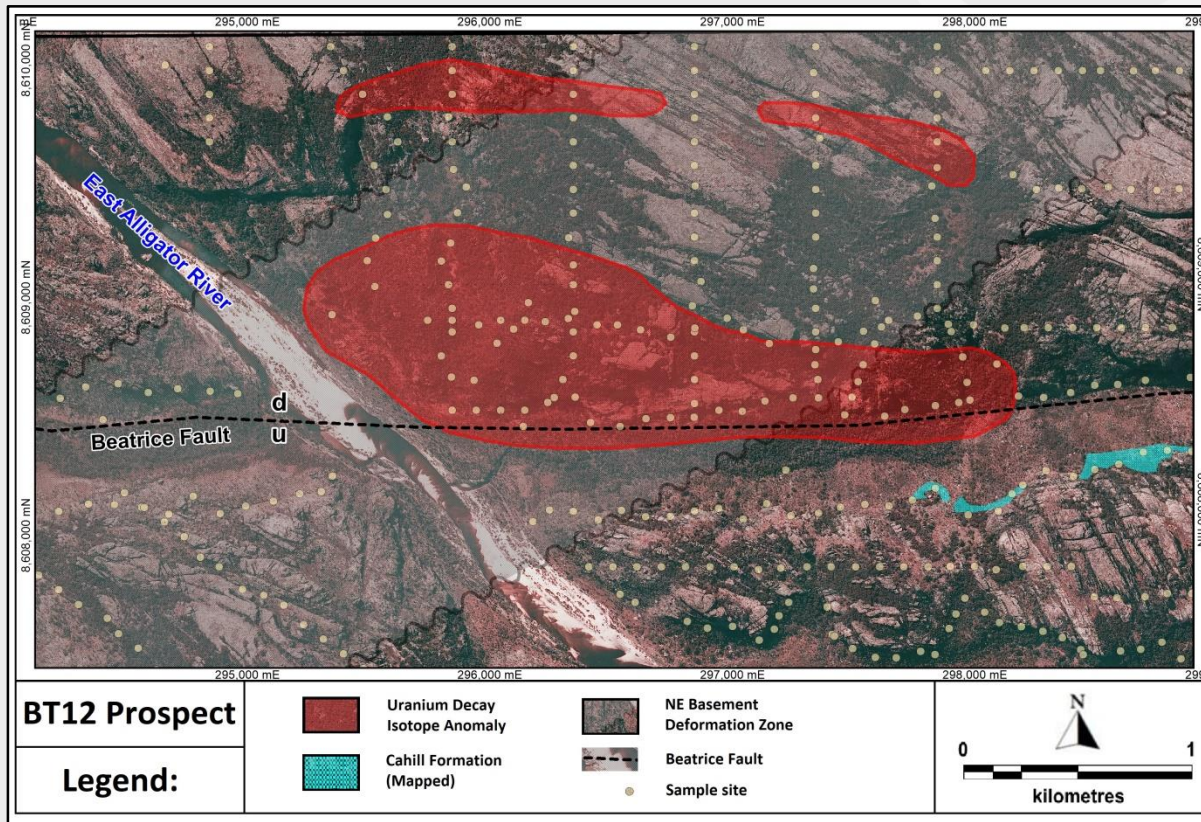 295,000 mE
296,000 mE
297,000 mE
298,000 mE
8,610,000 mN
8,609,000 mN
8,608,000 mN
East Alligator River
d
u
Beatrice Fault
295,000 mE
296,000 mE
297,000 mE
298,000 mE
BT12 Prospect
Legend:
Uranium Decay
Isotope Anomaly
Cahill Formation
(Mapped)
NE Basement
Deformation Zone
Beatrice Fault
Sample site
N
0
1
kilometres